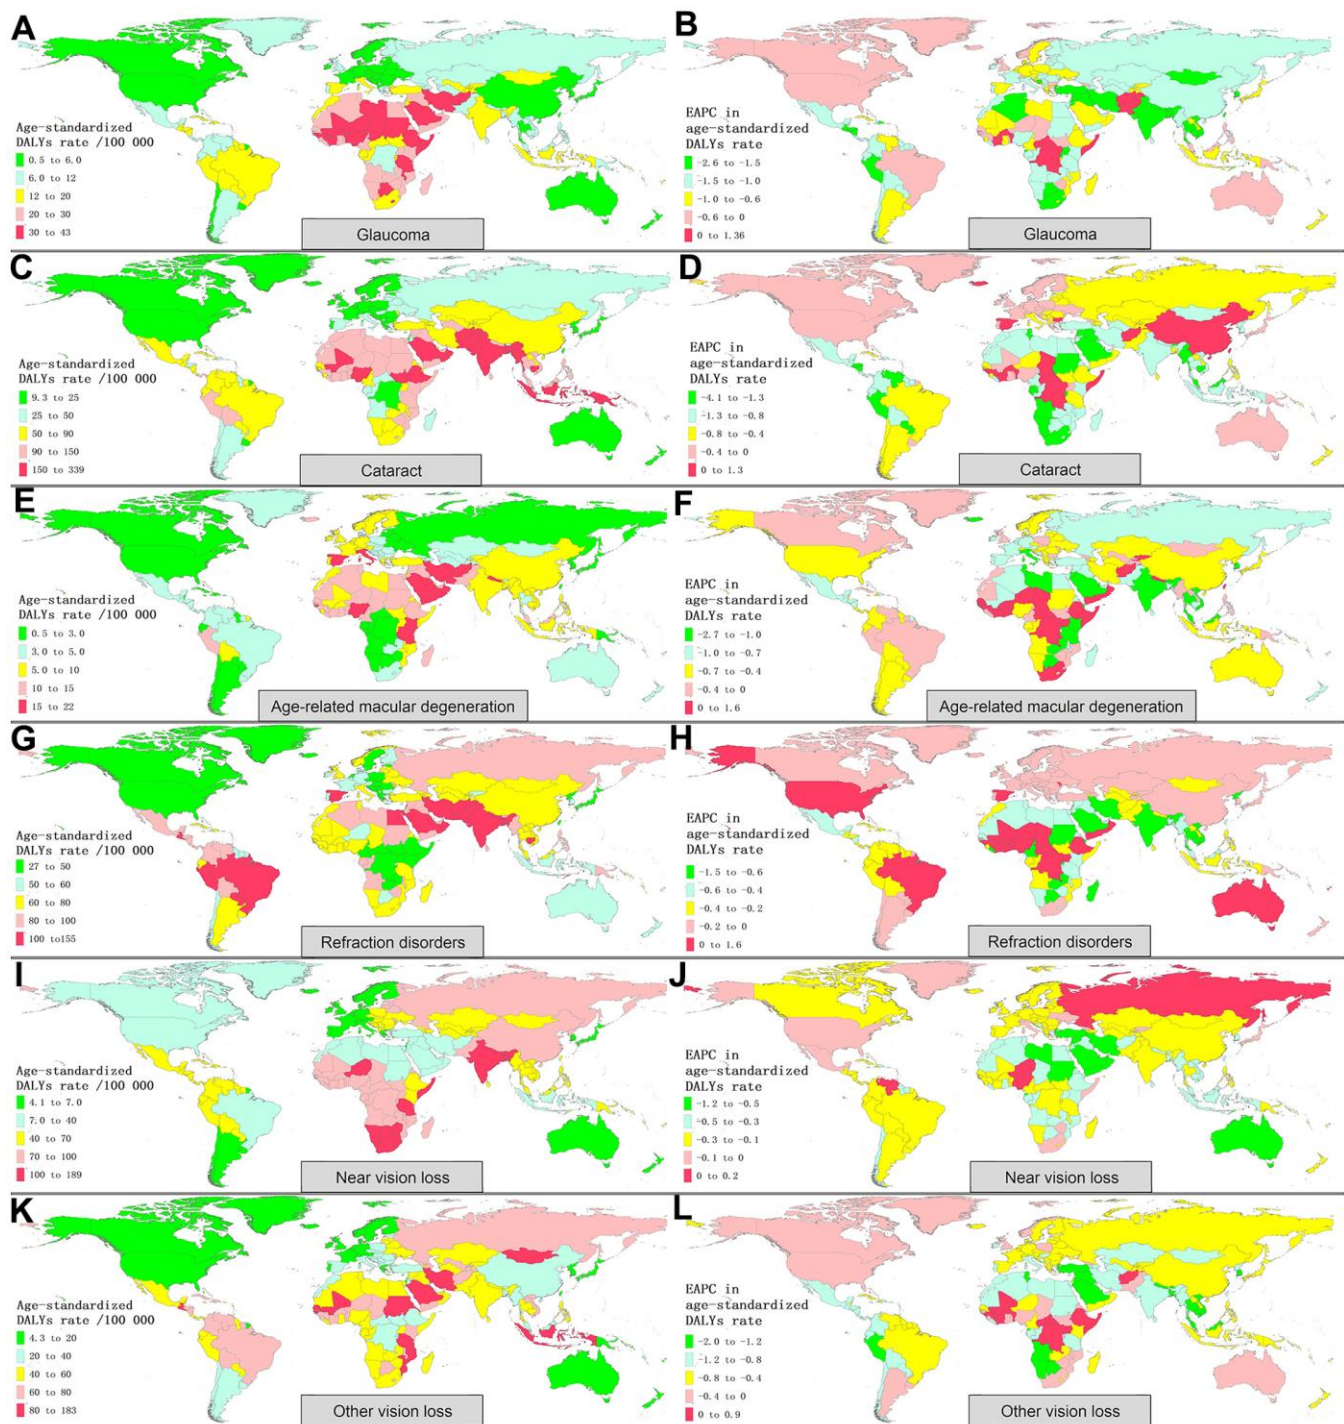 A
Age-standardized
DALYs rate /100 000
0.5 to 6.0
6.0 to 12
12 to 20
20 to 30
30 to 43
Glaucoma
B
EAPC in
age-standardized
DALYs rate
-2.6 to -1.5
-1.5 to -1.0
-1.0 to -0.6
-0.6 to 0
0 to 1.36
Glaucoma
C
Age-standardized
DALYs rate /100 000
9.3 to 25
25 to 50
50 to 90
90 to 150
150 to 339
Cataract
D
EAPC in
age-standardized
DALYs rate
-4.1 to -1.3
-1.3 to -0.8
-0.8 to -0.4
-0.4 to 0
0 to 1.3
Cataract
E
Age-standardized
DALYs rate /100 000
0.5 to 3.0
3.0 to 5.0
5.0 to 10
10 to 15
15 to 22
Age-related macular degeneration
F
EAPC in
age-standardized
DALYs rate
-2.7 to -1.0
-1.0 to -0.7
-0.7 to -0.4
-0.4 to 0
0 to 1.6
Age-related macular degeneration
G
Age-standardized
DALYs rate /100 000
27 to 50
50 to 60
60 to 80
80 to 100
100 to155
Refraction disorders
H
EAPC in
age-standardized
DALYs rate
-1.5 to -0.6
-0.6 to -0.4
-0.4 to -0.2
-0.2 to 0
0 to 1.6
Refraction disorders
I
Age-standardized
DALYs rate /100 000
4.1 to 7.0
7.0 to 40
40 to 70
70 to 100
100 to 189
Near vision loss
J
EAPC in
age-standardized
DALYs rate
-1.2 to -0.5
-0.5 to -0.3
-0.3 to -0.1
-0.1 to 0
0 to 0.2
Near vision loss
K
Age-standardized
DALYs rate /100 000
4.3 to 20
20 to 40
40 to 60
60 to 80
80 to 183
Other vision loss
L
EAPC in
age-standardized
DALYs rate
-2.0 to -1.2
-1.2 to -0.8
-0.8 to -0.4
-0.4 to 0
0 to 0.9
Other vision loss